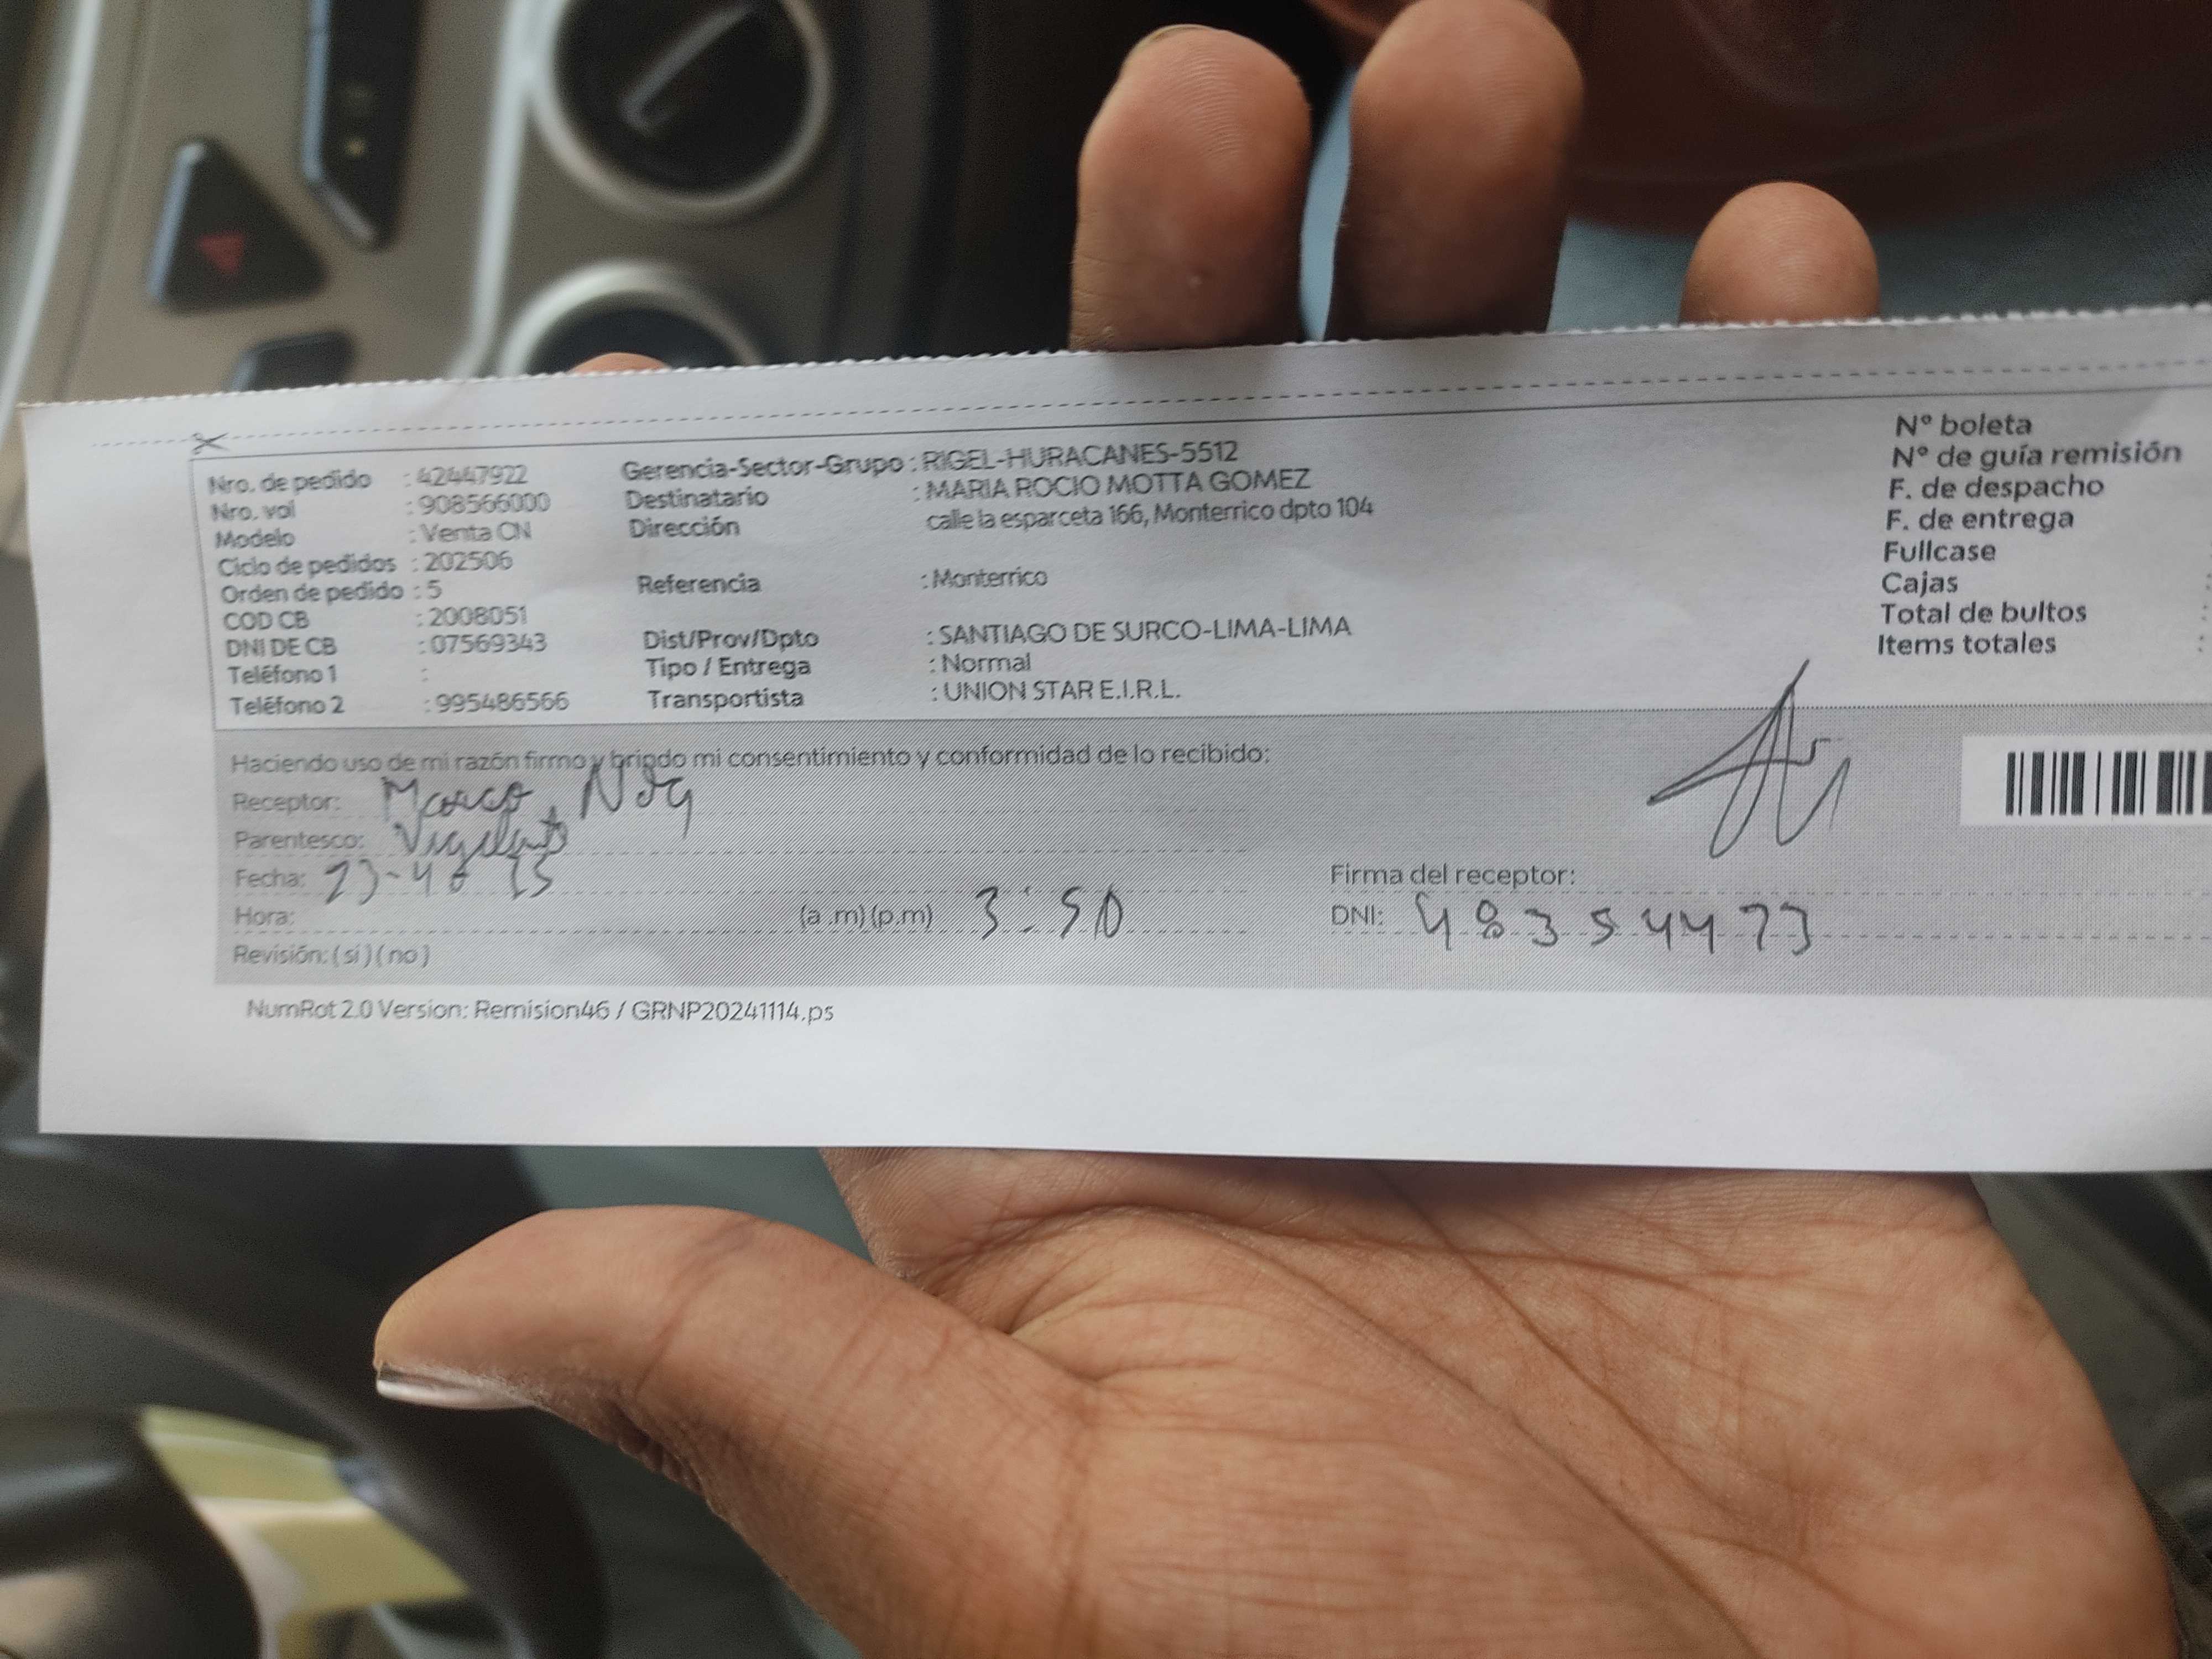 Nro. de pedido : 42447922
Nro. vol : 908566000
Modelo : Venta CN
Ciclo de pedidos : 202506
Orden de pedido : 5
COD CB : 2008051
DNI DE CB : 07569343
Teléfono 1 :
Teléfono 2 : 995486566
Gerencia-Sector-Grupo : RIGEL-HURACANES-5512
Destinatario : MARIA ROCIO MOTTA GOMEZ
Dirección calle la esparceta 166, Monterrico dpto 104
Referencia : Monterrico
Dist/Prov/Dpto : SANTIAGO DE SURCO-LIMA-LIMA
Tipo / Entrega : Normal
Transportista : UNION STAR E.I.R.L.
N° boleta
N° de guía remisión
F. de despacho
F. de entrega
Fullcase
Cajas
Total de bultos
Items totales
Haciendo uso de mi razón firmo y brindo mi consentimiento y conformidad de lo recibido:
Receptor: Marco
Parentesco:
Fecha:
Hora: (a .m) (p.m) 3:50
Revisión: ( si ) ( no )
Firma del receptor:
DNI: 48354473
NumRot 2.0 Version: Remision46 / GRNP20241114.ps